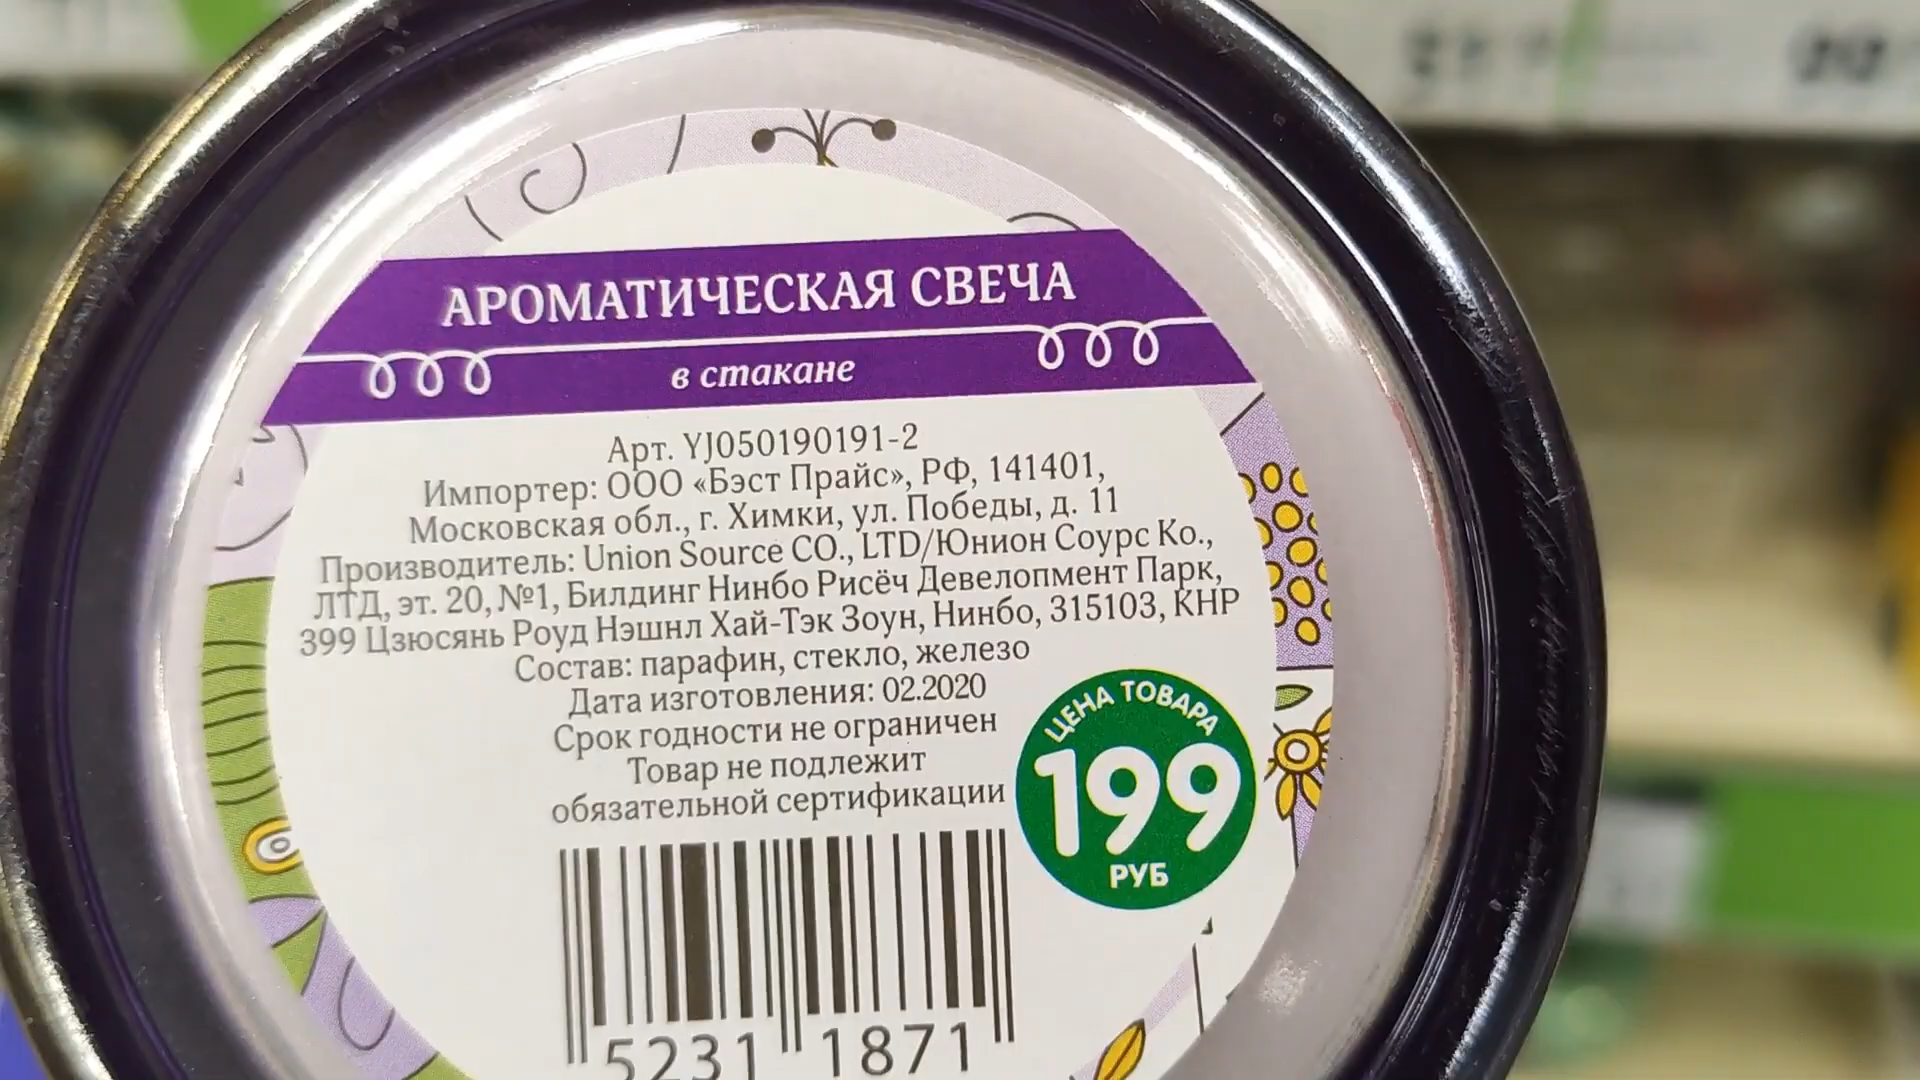 АРОМАТИЧЕСКАЯ СВЕЧА
в стакане
Арт. YJ050190191-2
Импортер: ООО «Бэст Прайс», РФ, 141401,
Московская обл., г. Химки, ул. Победы, д. 11
Производитель: Union Source CO., LTD/Юнион Соурс Ко.,
ЛТД, эт. 20, №1, Билдинг Нинбо Рисёч Девелопмент Парк,
399 Цзюсянь Роуд Нэшнл Хай-Тэк Зоун, Нинбо, 315103, КНР
Состав: парафин, стекло, железо
Дата изготовления: 02.2020
Срок годности не ограничен
Товар не подлежит
обязательной сертификации
ЦЕНА ТОВАРА
199
РУБ
5231 1871